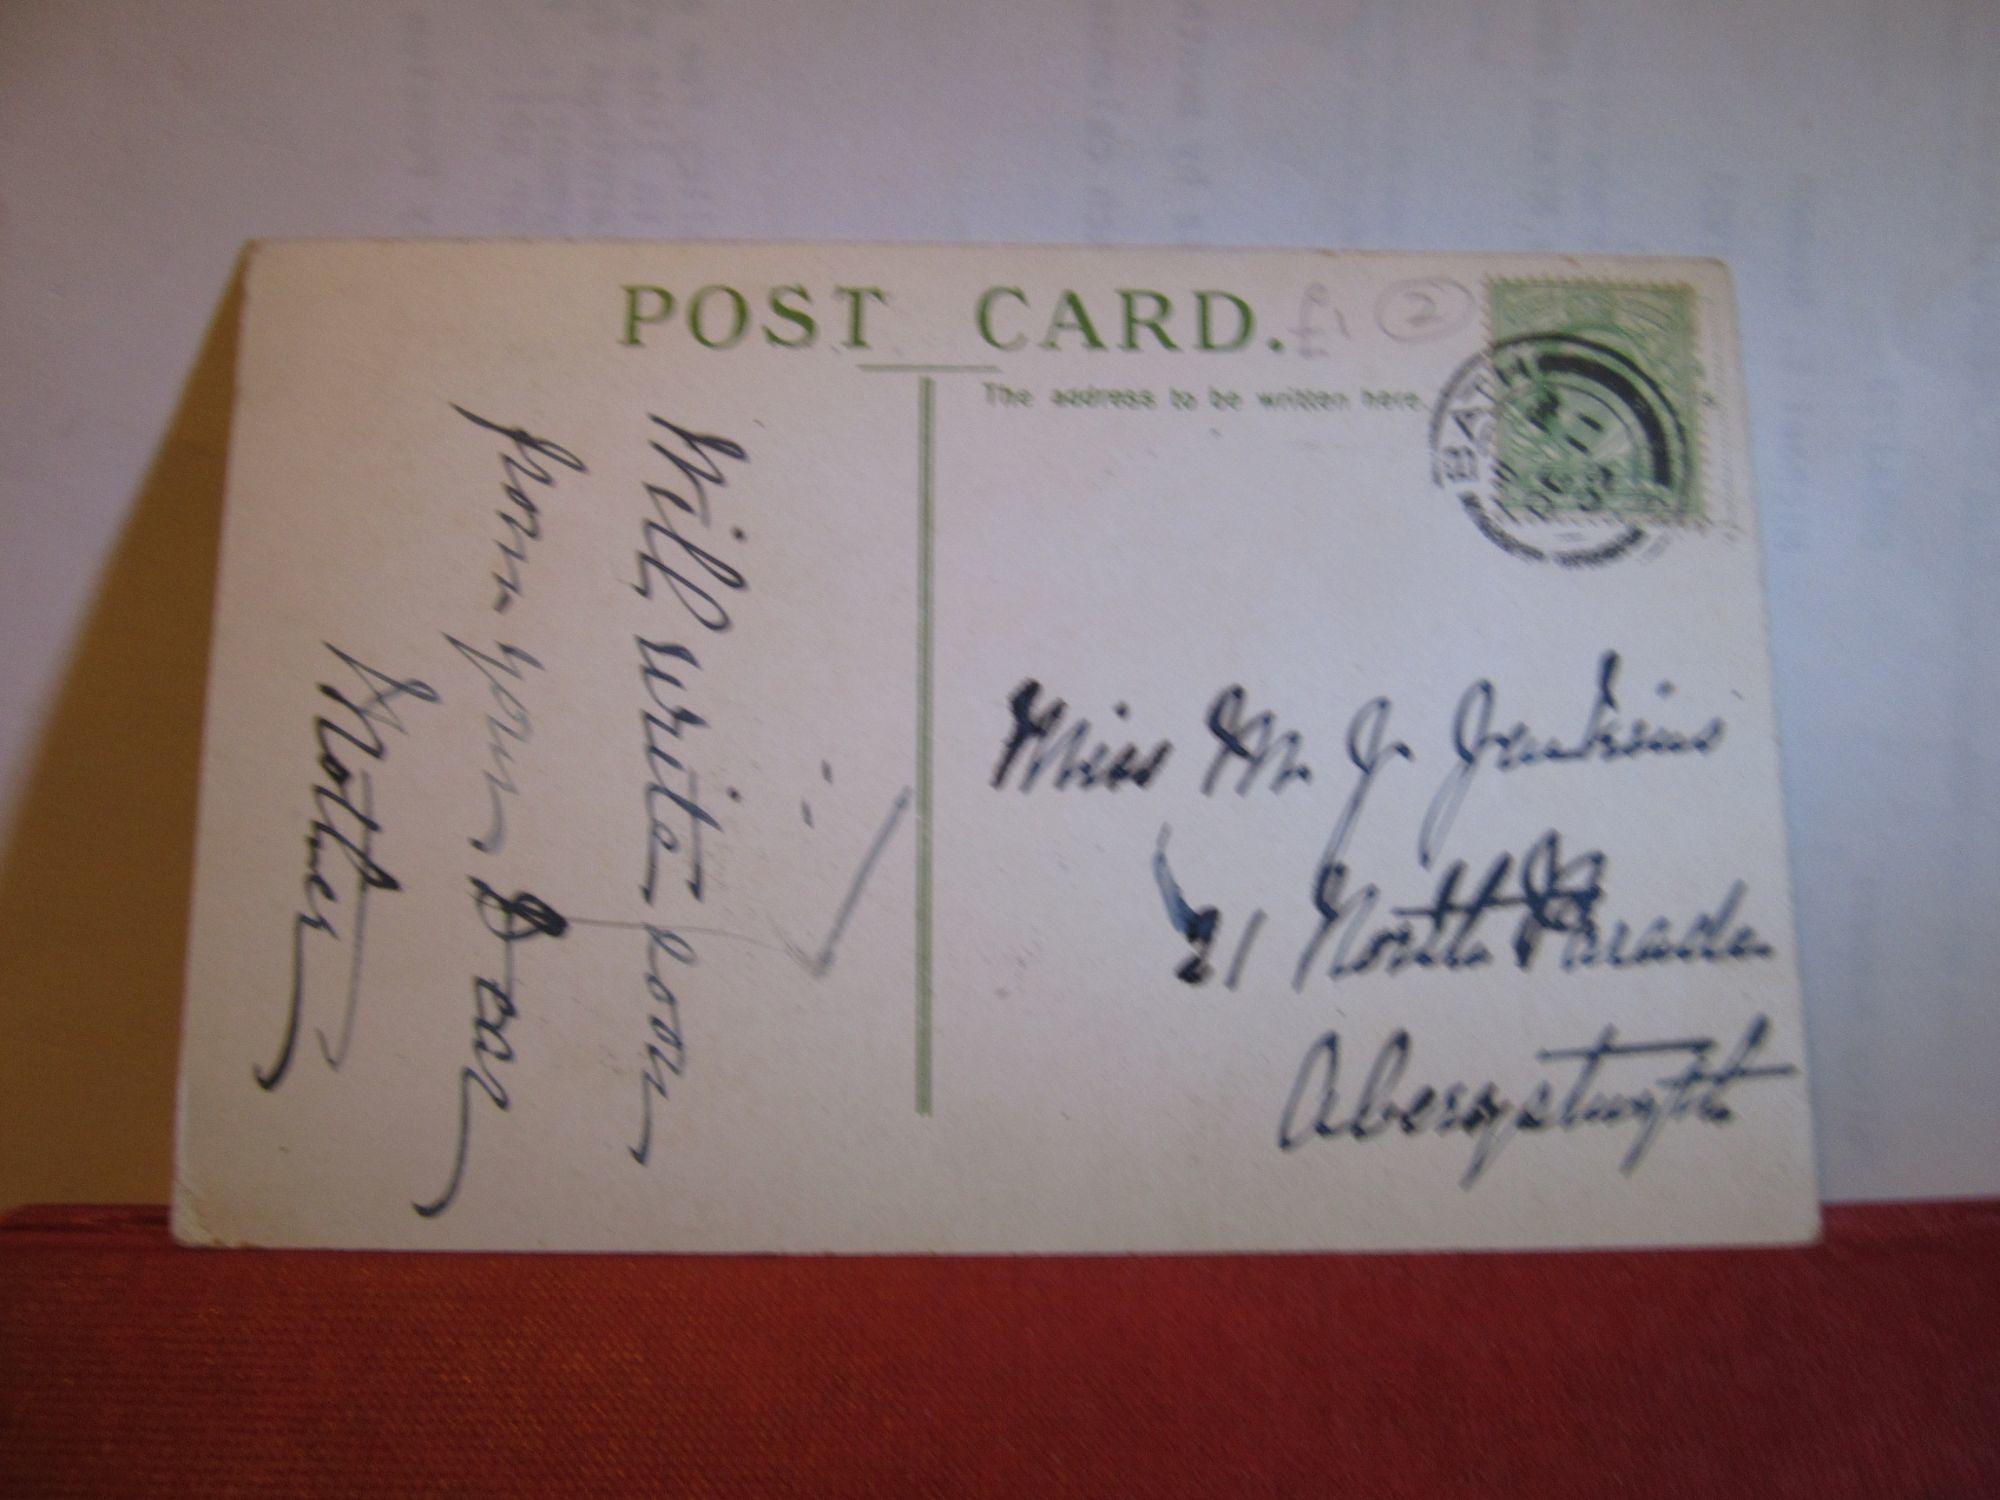 POST CARD.
£1 2
The address to be written here.
BATH
Will write soon
from your Dear
Mother
Miss M. J. Jenkins
21 North Parade
Aberystwyth